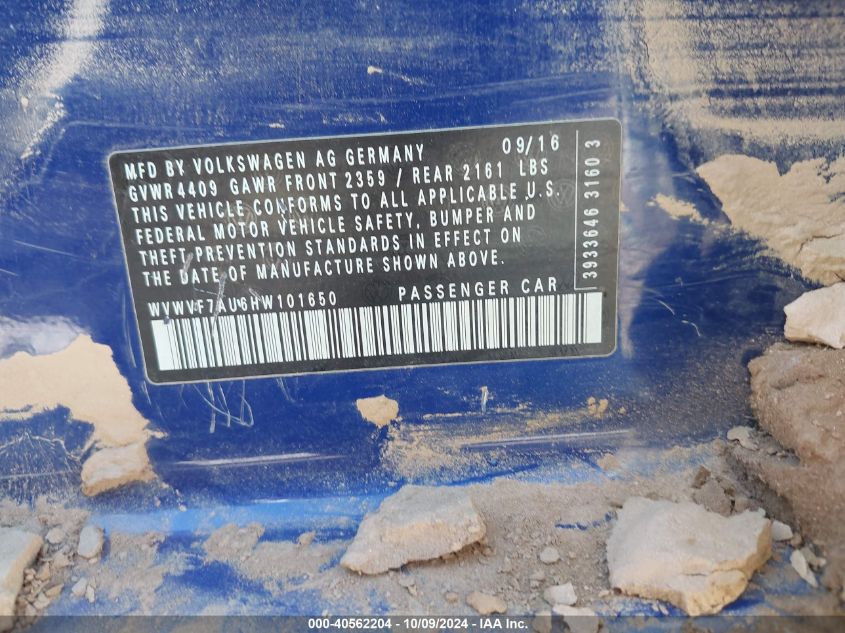 MFD BY VOLKSWAGEN AG GERMANY 09/16
GVWR 4409 GAWR FRONT 2359 / REAR 2161 LBS
THIS VEHICLE CONFORMS TO ALL APPLICABLE U.S.
FEDERAL MOTOR VEHICLE SAFETY, BUMPER AND
THEFT PREVENTION STANDARDS IN EFFECT ON
THE DATE OF MANUFACTURE SHOWN ABOVE.
WVWVF7AU6HW101650 PASSENGER CAR
3933646 3160 3
000-40562204 - 10/09/2024 - IAA Inc.